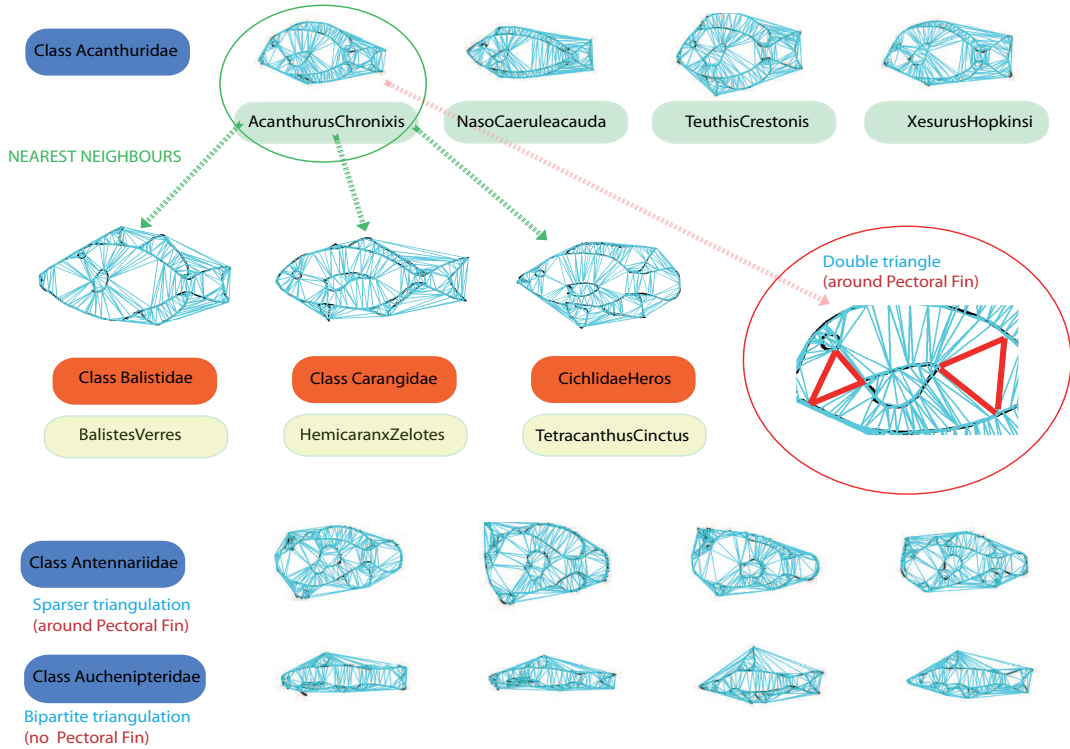 Class Acanthuridae
AcanthurusChronixis
NasoCaeruleacauda
TeuthisCrestonis
XesurusHopkinsi
NEAREST NEIGHBOURS
Double triangle
(around Pectoral Fin)
Class Balistidae
Class Carangidae
CichlidaeHeros
BalistesVerres
HemicaranxZelotes
TetracanthusCinctus
Class Antennariidae
Sparser triangulation
(around Pectoral Fin)
Class Auchenipteridae
Bipartite triangulation
(no Pectoral Fin)